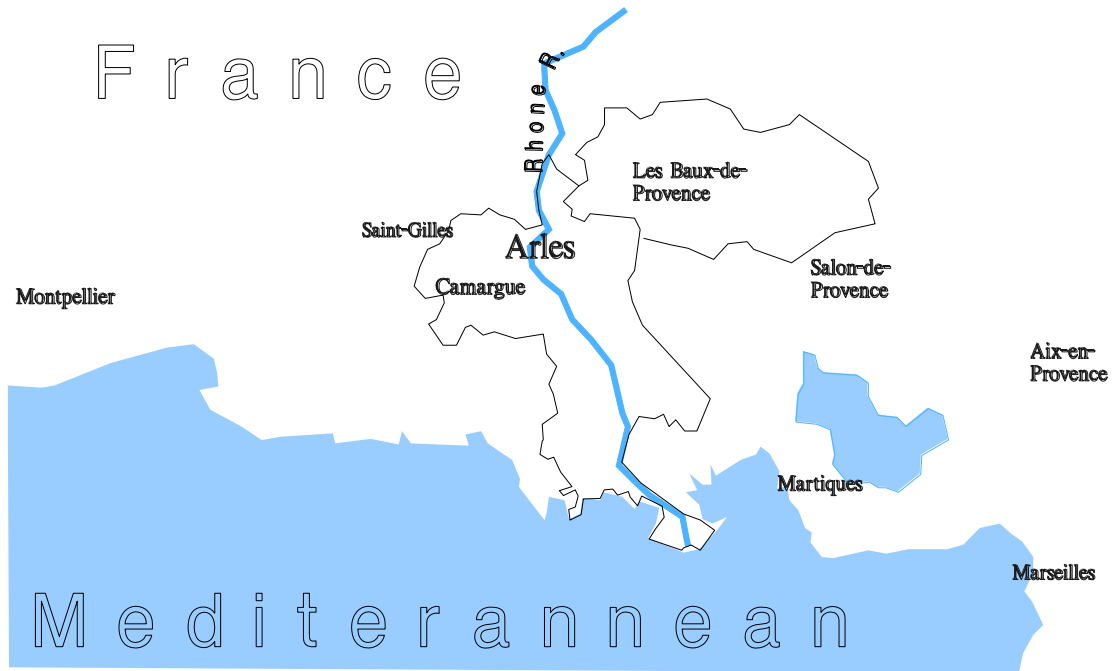 France
Rhone R.
Les Baux-de-
Provence
Saint-Gilles
Arles
Salon-de-
Provence
Camargue
Montpellier
Aix-en-
Provence
Martiques
Marseilles
Mediterannean